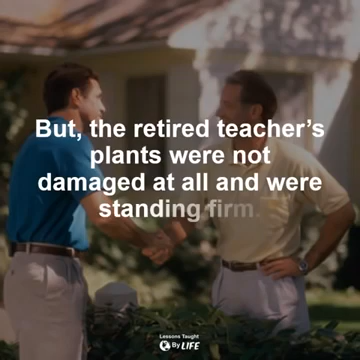 But, the retired teacher's
plants were not
damaged at all and were
standing firm.
Lessons Taught
By LIFE